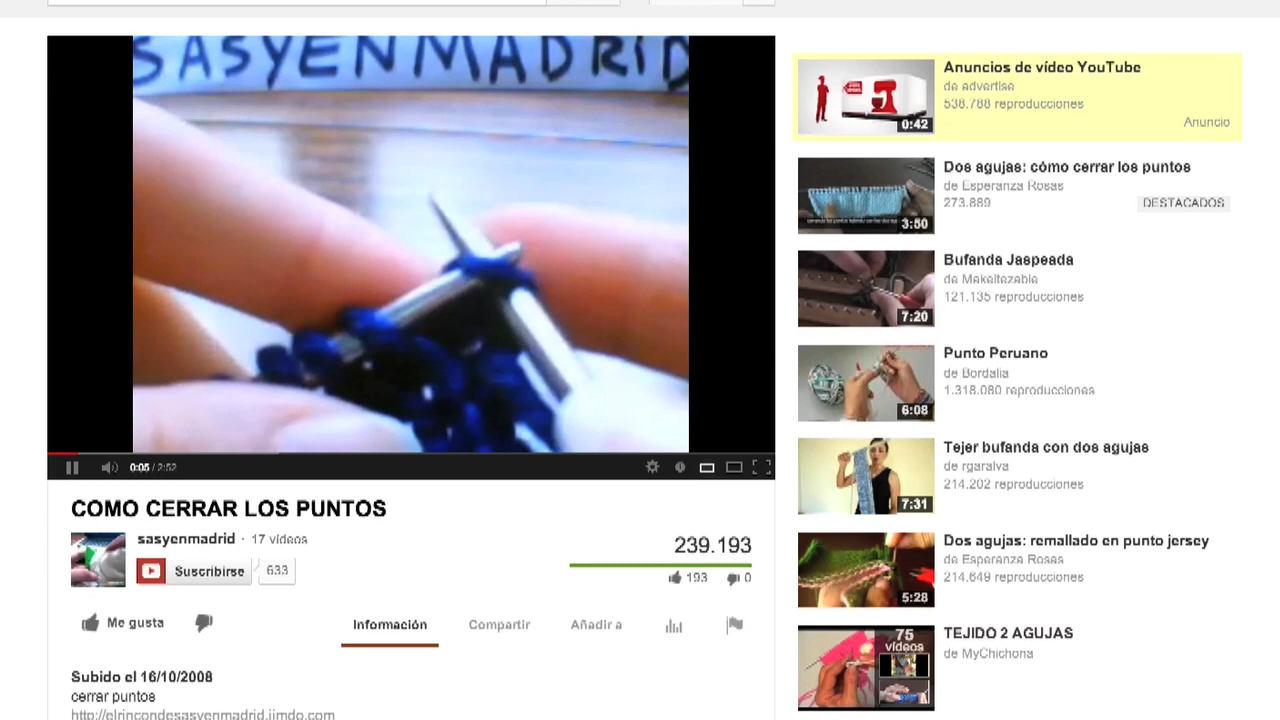 SASYENMADRID
0:05 / 2:52
COMO CERRAR LOS PUNTOS
sasyenmadrid · 17 vídeos
Suscribirse 633
239.193
193 0
Me gusta
Información Compartir Añadir a
Subido el 16/10/2008
cerrar puntos
http://elrincondesasyenmadrid.jimdo.com
Anuncios de vídeo YouTube
de advertise
538.788 reproducciones
Anuncio
0:42
Dos agujas: cómo cerrar los puntos
de Esperanza Rosas
273.889 DESTACADOS
3:50
Bufanda Jaspeada
de Makeitezable
121.135 reproducciones
7:20
Punto Peruano
de Bordalia
1.318.080 reproducciones
6:08
Tejer bufanda con dos agujas
de rgaralva
214.202 reproducciones
7:31
Dos agujas: remallado en punto jersey
de Esperanza Rosas
214.649 reproducciones
5:28
TEJIDO 2 AGUJAS
de MyChichona
75
vídeos